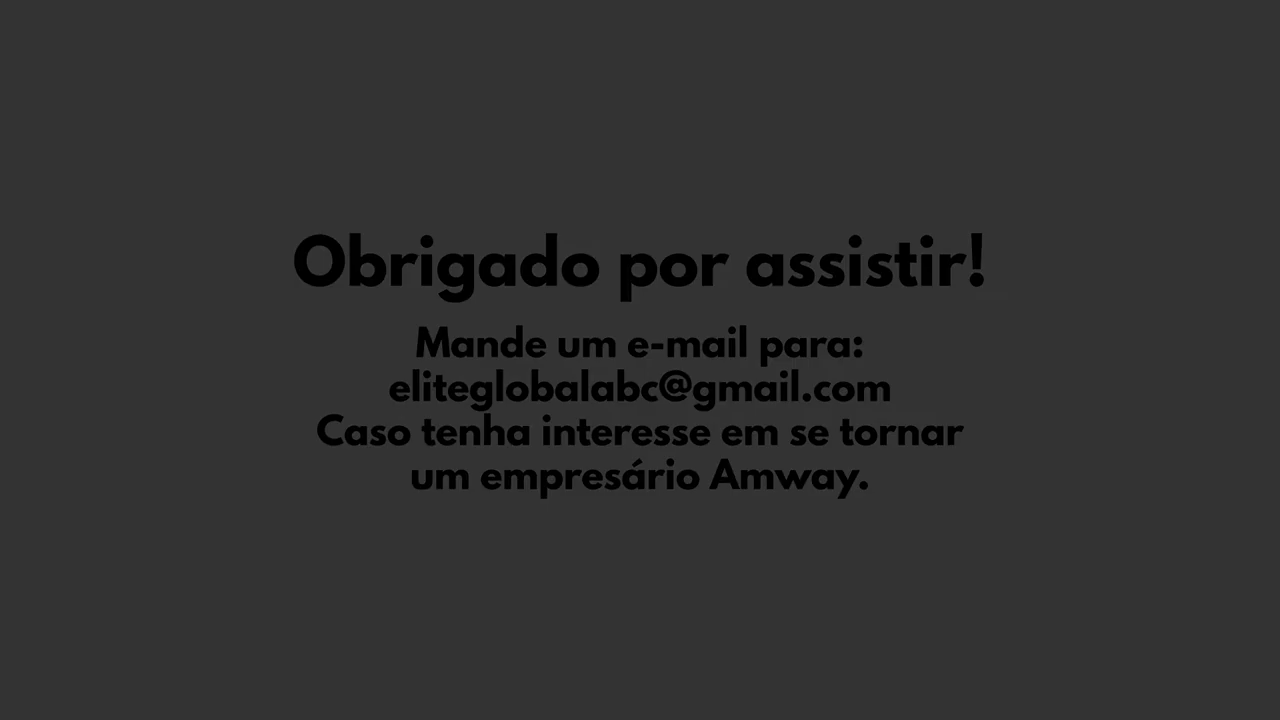 Obrigado por assistir!
Mande um e-mail para:
eliteglobalabc@gmail.com
Caso tenha interesse em se tornar
um empresário Amway.